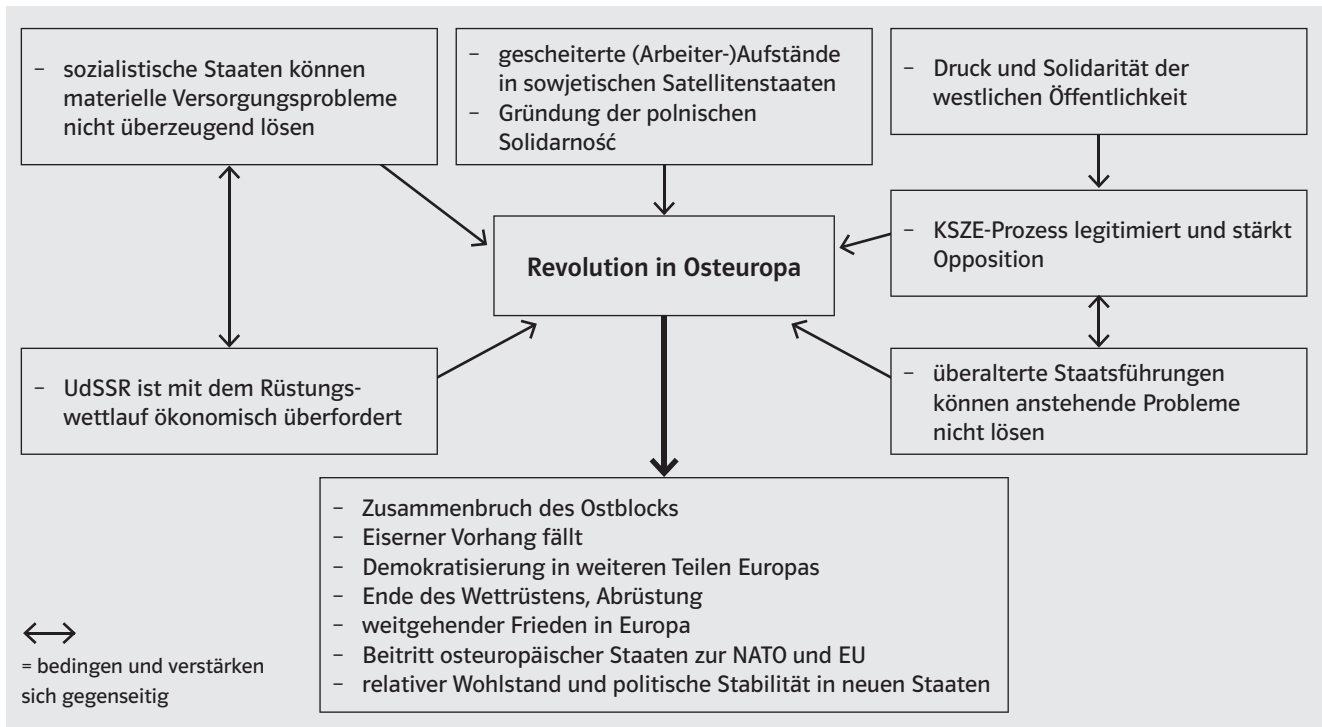 – sozialistische Staaten können
materielle Versorgungsprobleme
nicht überzeugend lösen
– gescheiterte (Arbeiter-)Aufstände
in sowjetischen Satellitenstaaten
– Gründung der polnischen
Solidarność
– Druck und Solidarität der
westlichen Öffentlichkeit
– KSZE-Prozess legitimiert und stärkt
Opposition
Revolution in Osteuropa
– UdSSR ist mit dem Rüstungs-
wettlauf ökonomisch überfordert
– überalterte Staatsführungen
können anstehende Probleme
nicht lösen
– Zusammenbruch des Ostblocks
– Eiserner Vorhang fällt
– Demokratisierung in weiteren Teilen Europas
– Ende des Wettrüstens, Abrüstung
– weitgehender Frieden in Europa
– Beitritt osteuropäischer Staaten zur NATO und EU
– relativer Wohlstand und politische Stabilität in neuen Staaten
= bedingen und verstärken
sich gegenseitig